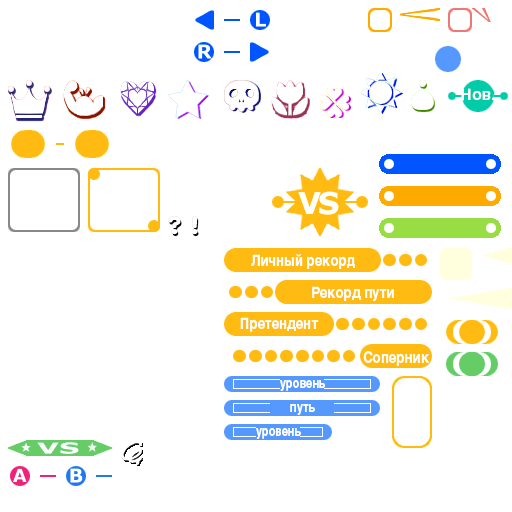 L
R
Нов
VS
? !
Личный рекорд
Рекорд пути
Претендент
Соперник
уровень
путь
уровень
VS
A B